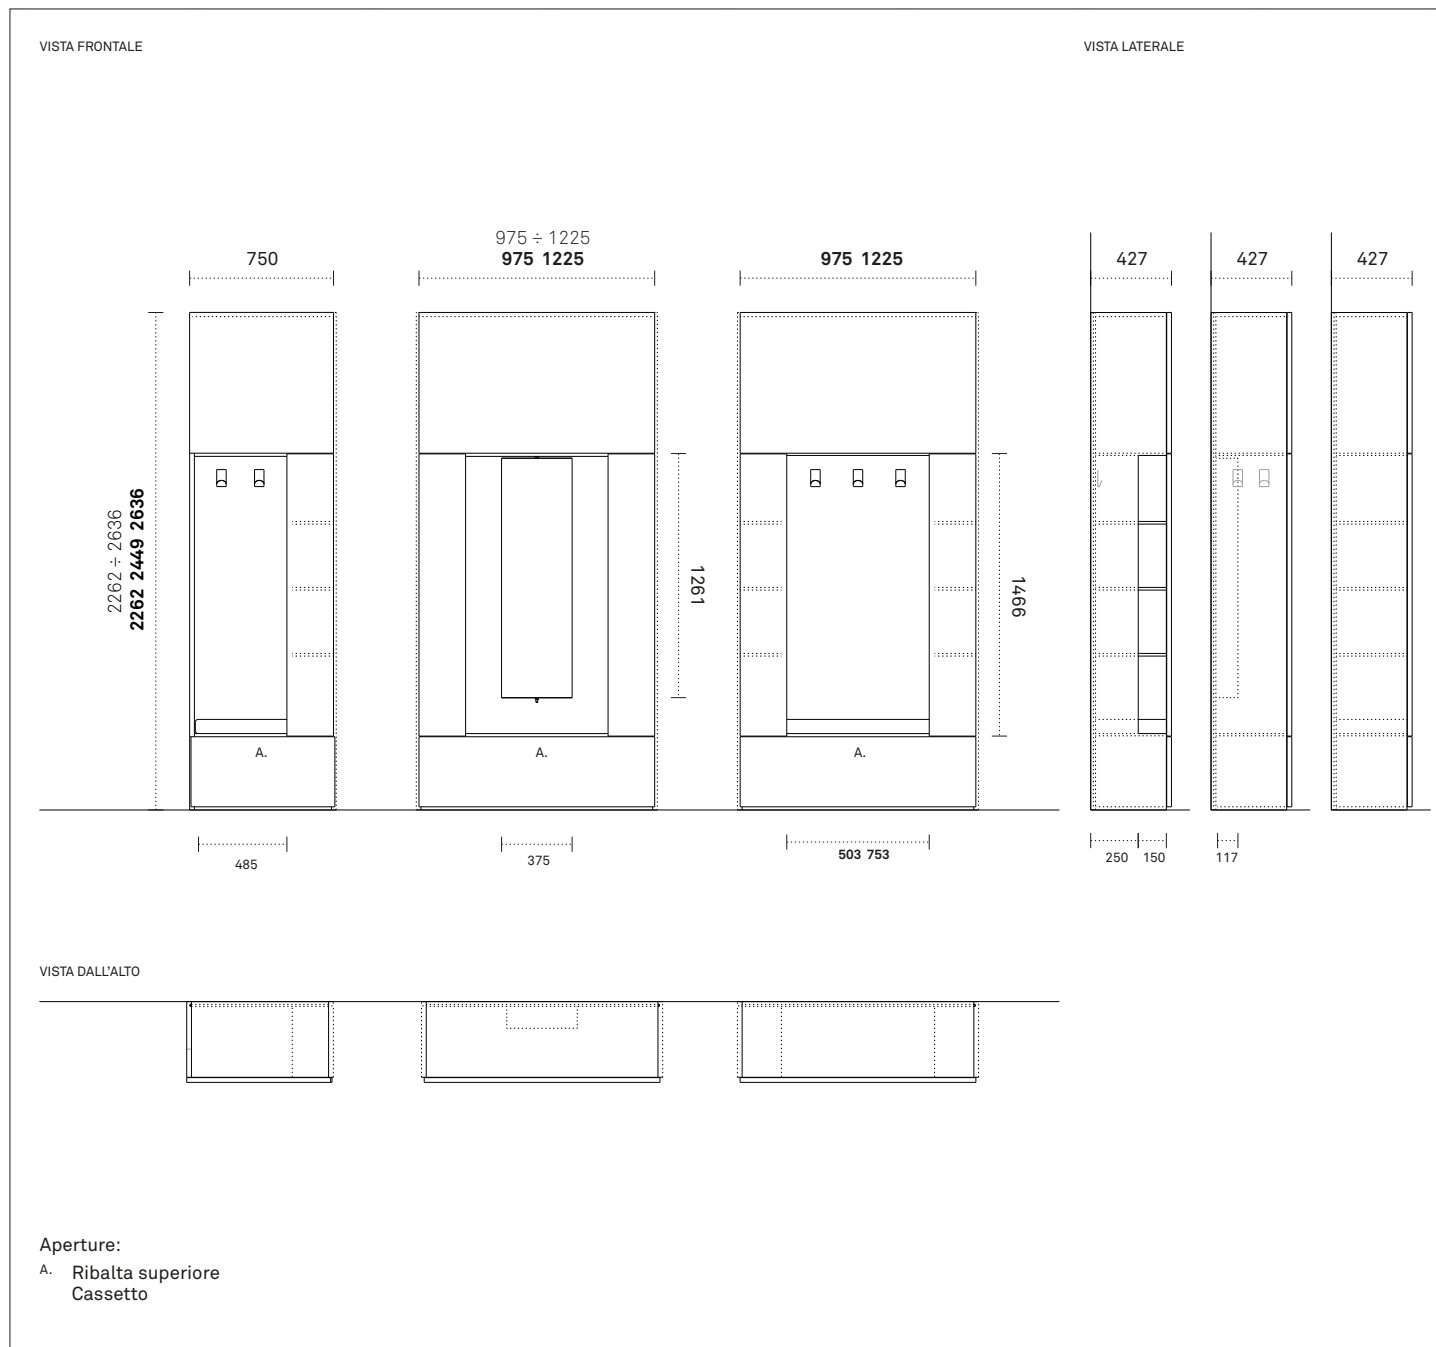 VISTA FRONTALE
VISTA LATERALE
750
975 ÷ 1225
975 1225
975 1225
427
427
427
2262 ÷ 2636
2262 2449 2636
1261
1466
A.
A.
A.
485
375
503 753
250
150
117
VISTA DALL'ALTO
Aperture:
A. Ribalta superiore
Cassetto